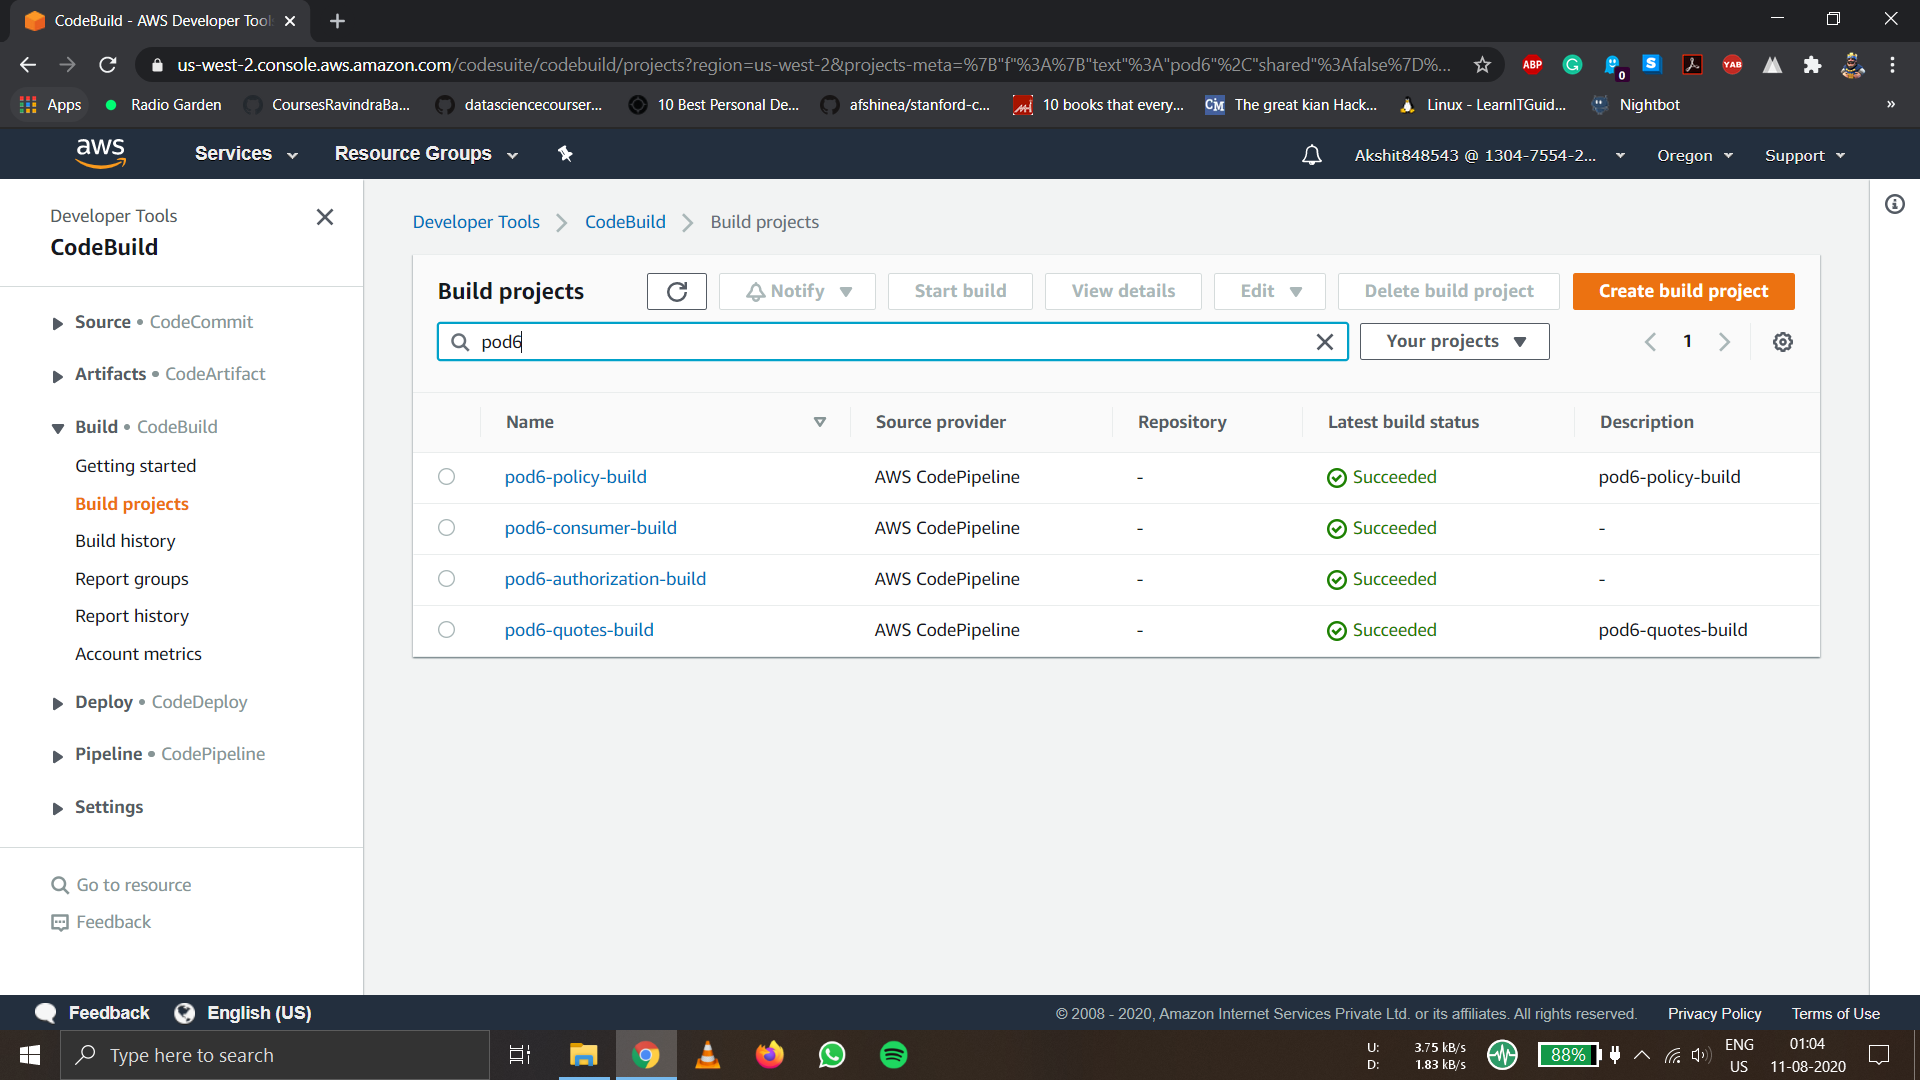 CodeBuild - AWS Developer Tool
us-west-2.console.aws.amazon.com/codesuite/codebuild/projects?region=us-west-2&projects-meta=%7B"f"%3A%7B"text"%3A"pod6"%2C"shared"%3Afalse%7D%...
ABP
0
S
YAB
Apps
Radio Garden
CoursesRavindraBa...
datasciencecourser...
10 Best Personal De...
afshinea/stanford-c...
10 books that every...
CIM
The great kian Hack...
Linux - LearnITGuid...
Nightbot
»
aws
Services
Resource Groups
Akshit848543 @ 1304-7554-2...
Oregon
Support
Developer Tools
CodeBuild
Source • CodeCommit
Artifacts • CodeArtifact
Build • CodeBuild
Getting started
Build projects
Build history
Report groups
Report history
Account metrics
Deploy • CodeDeploy
Pipeline • CodePipeline
Settings
Go to resource
Feedback
Developer Tools
CodeBuild
Build projects
Build projects
Notify
Start build
View details
Edit
Delete build project
Create build project
pod6
Your projects
1
Name
Source provider
Repository
Latest build status
Description
pod6-policy-build AWS CodePipeline - Succeeded pod6-policy-build
pod6-consumer-build AWS CodePipeline - Succeeded -
pod6-authorization-build AWS CodePipeline - Succeeded -
pod6-quotes-build AWS CodePipeline - Succeeded pod6-quotes-build
Feedback
English (US)
© 2008 - 2020, Amazon Internet Services Private Ltd. or its affiliates. All rights reserved.
Privacy Policy
Terms of Use
Type here to search
U: 3.75 kB/s
D: 1.83 kB/s
88%
ENG
US
01:04
11-08-2020